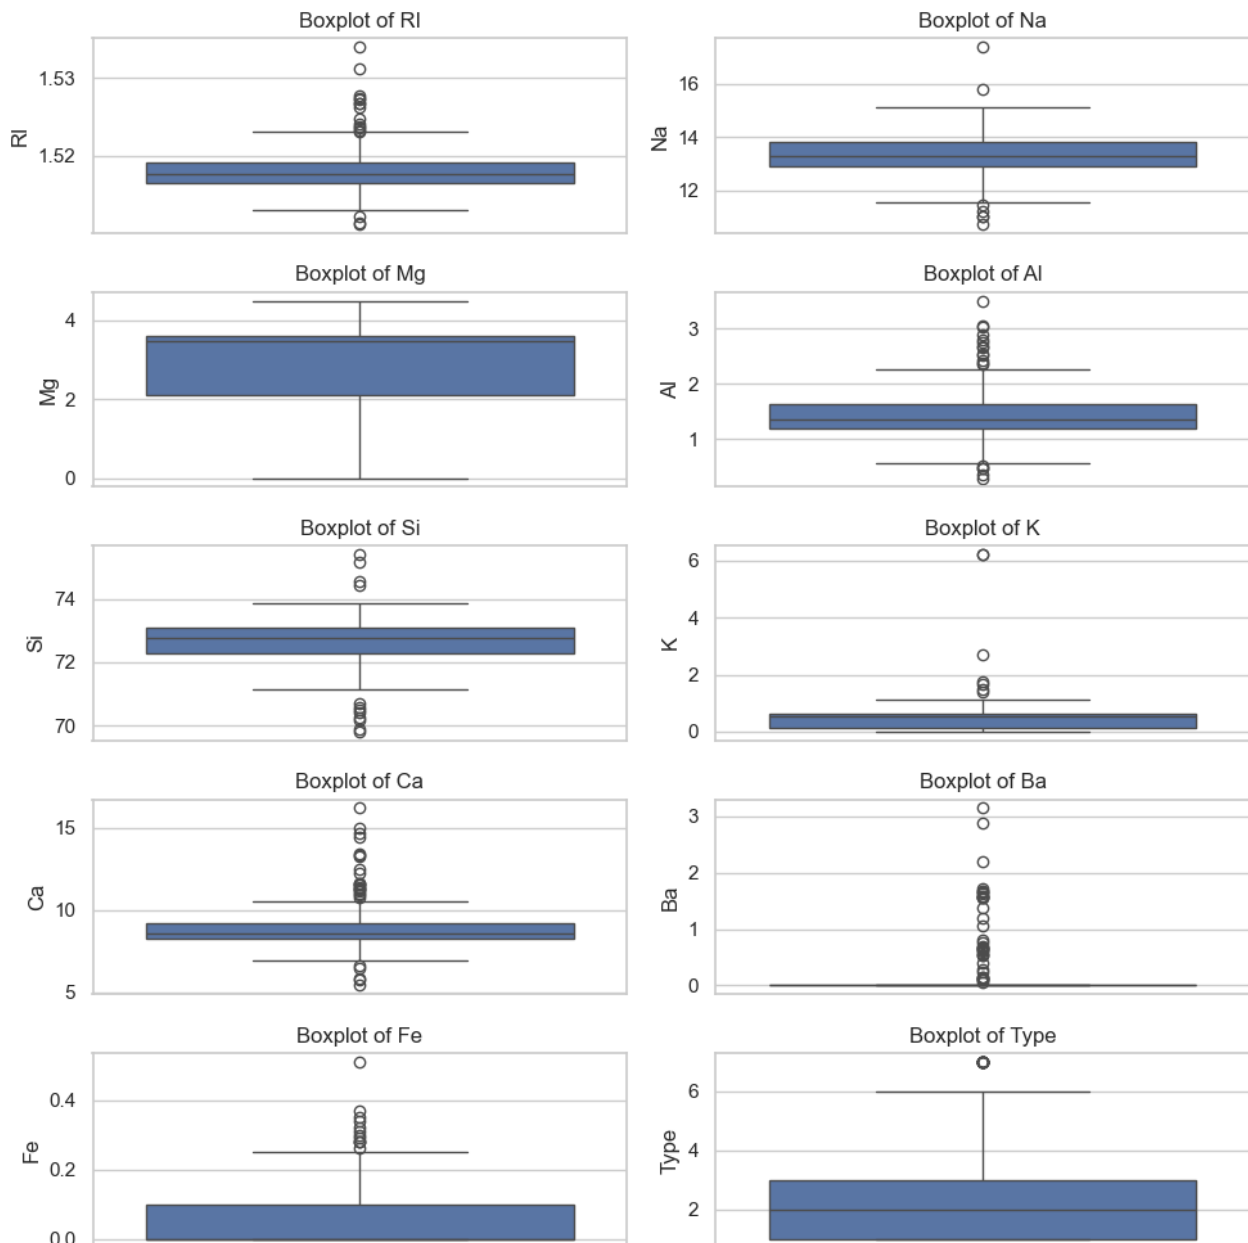 Boxplot of RI
1.53
1.52
RI
Boxplot of Na
16
14
12
Na
Boxplot of Mg
4
2
0
Mg
Boxplot of Al
3
2
1
Al
Boxplot of Si
74
72
70
Si
Boxplot of K
6
4
2
0
K
Boxplot of Ca
15
10
5
Ca
Boxplot of Ba
3
2
1
0
Ba
Boxplot of Fe
0.4
0.2
0.0
Fe
Boxplot of Type
6
4
2
Type